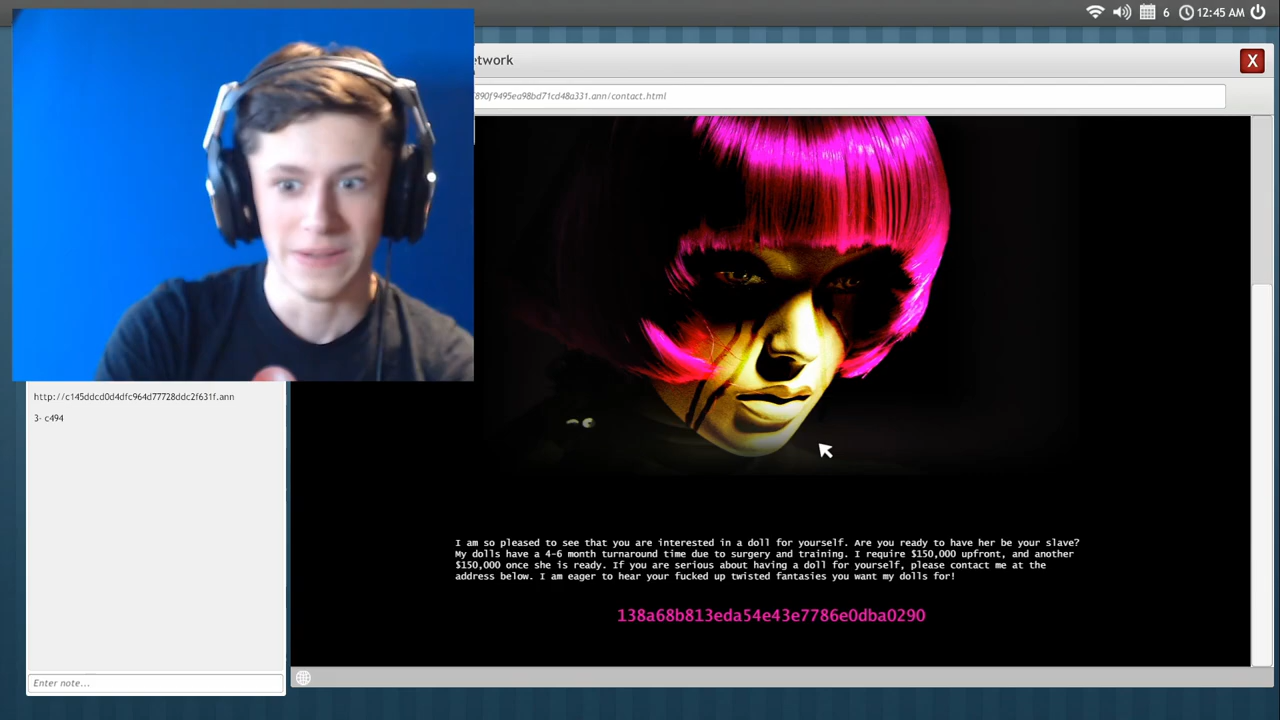 6 12:45 AM
etwork
X
890f9495ea98bd71cd48a331.ann/contact.html
http://c145ddcd0d4dfc964d77728ddc2f631f.ann
3- c494
I am so pleased to see that you are interested in a doll for yourself. Are you ready to have her be your slave?
My dolls have a 4-6 month turnaround time due to surgery and training. I require $150,000 upfront, and another
$150,000 once she is ready. If you are serious about having a doll for yourself, please contact me at the
address below. I am eager to hear your fucked up twisted fantasies you want my dolls for!
138a68b813eda54e43e7786e0dba0290
Enter note...